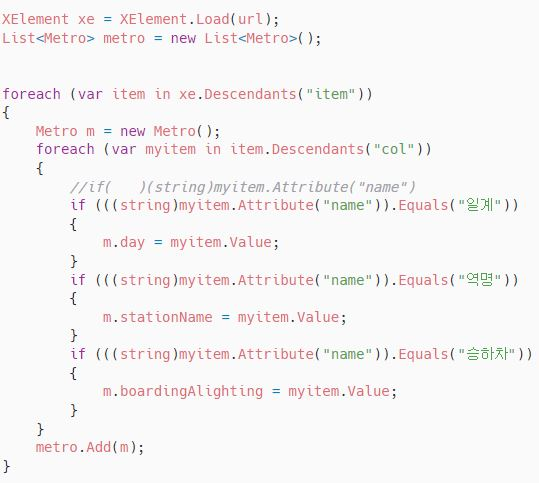 XElement xe = XElement.Load(url);
List<Metro> metro = new List<Metro>();
foreach (var item in xe.Descendants("item"))
{
    Metro m = new Metro();
    foreach (var myitem in item.Descendants("col"))
    {
        //if(   )(string)myitem.Attribute("name")
        if (((string)myitem.Attribute("name")).Equals("일계"))
        {
            m.day = myitem.Value;
        }
        if (((string)myitem.Attribute("name")).Equals("역명"))
        {
            m.stationName = myitem.Value;
        }
        if (((string)myitem.Attribute("name")).Equals("승하차"))
        {
            m.boardingAlighting = myitem.Value;
        }
    }
    metro.Add(m);
}